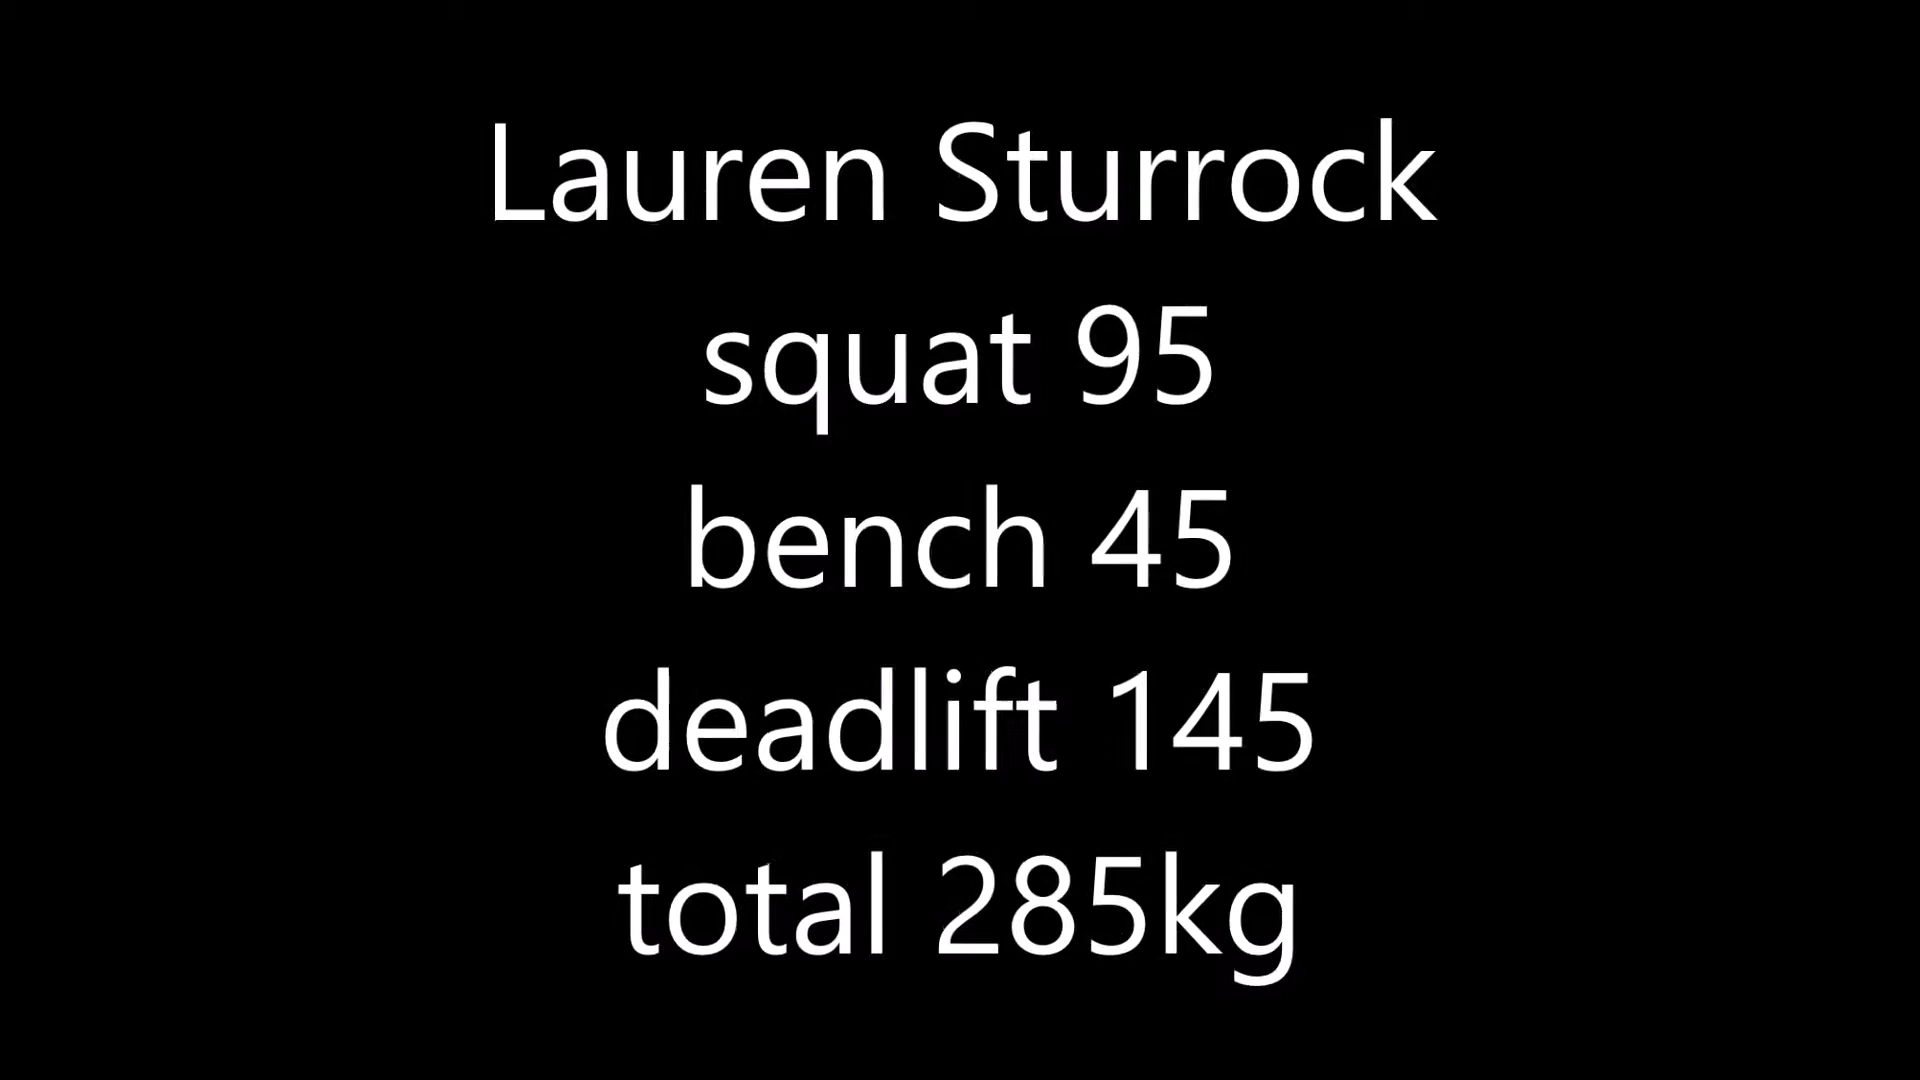 Lauren Sturrock
squat 95
bench 45
deadlift 145
total 285kg